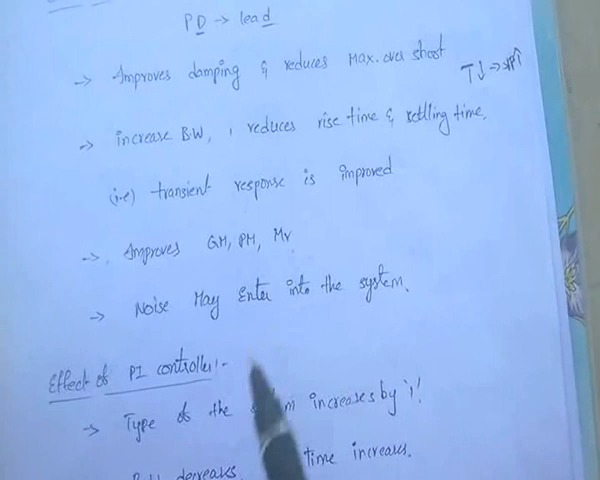 PD → lead
→ Improves damping & reduces Max. over shoot
T↓ →
→ increase B.W, , reduces rise time & settling time.
(i-e) transient response is improved
→ Improves GM, PM, Mr
→ Noise May Enter into the system.
Effect of PI controller:-
→ Type of the increases by '1'.
decreases time increases.